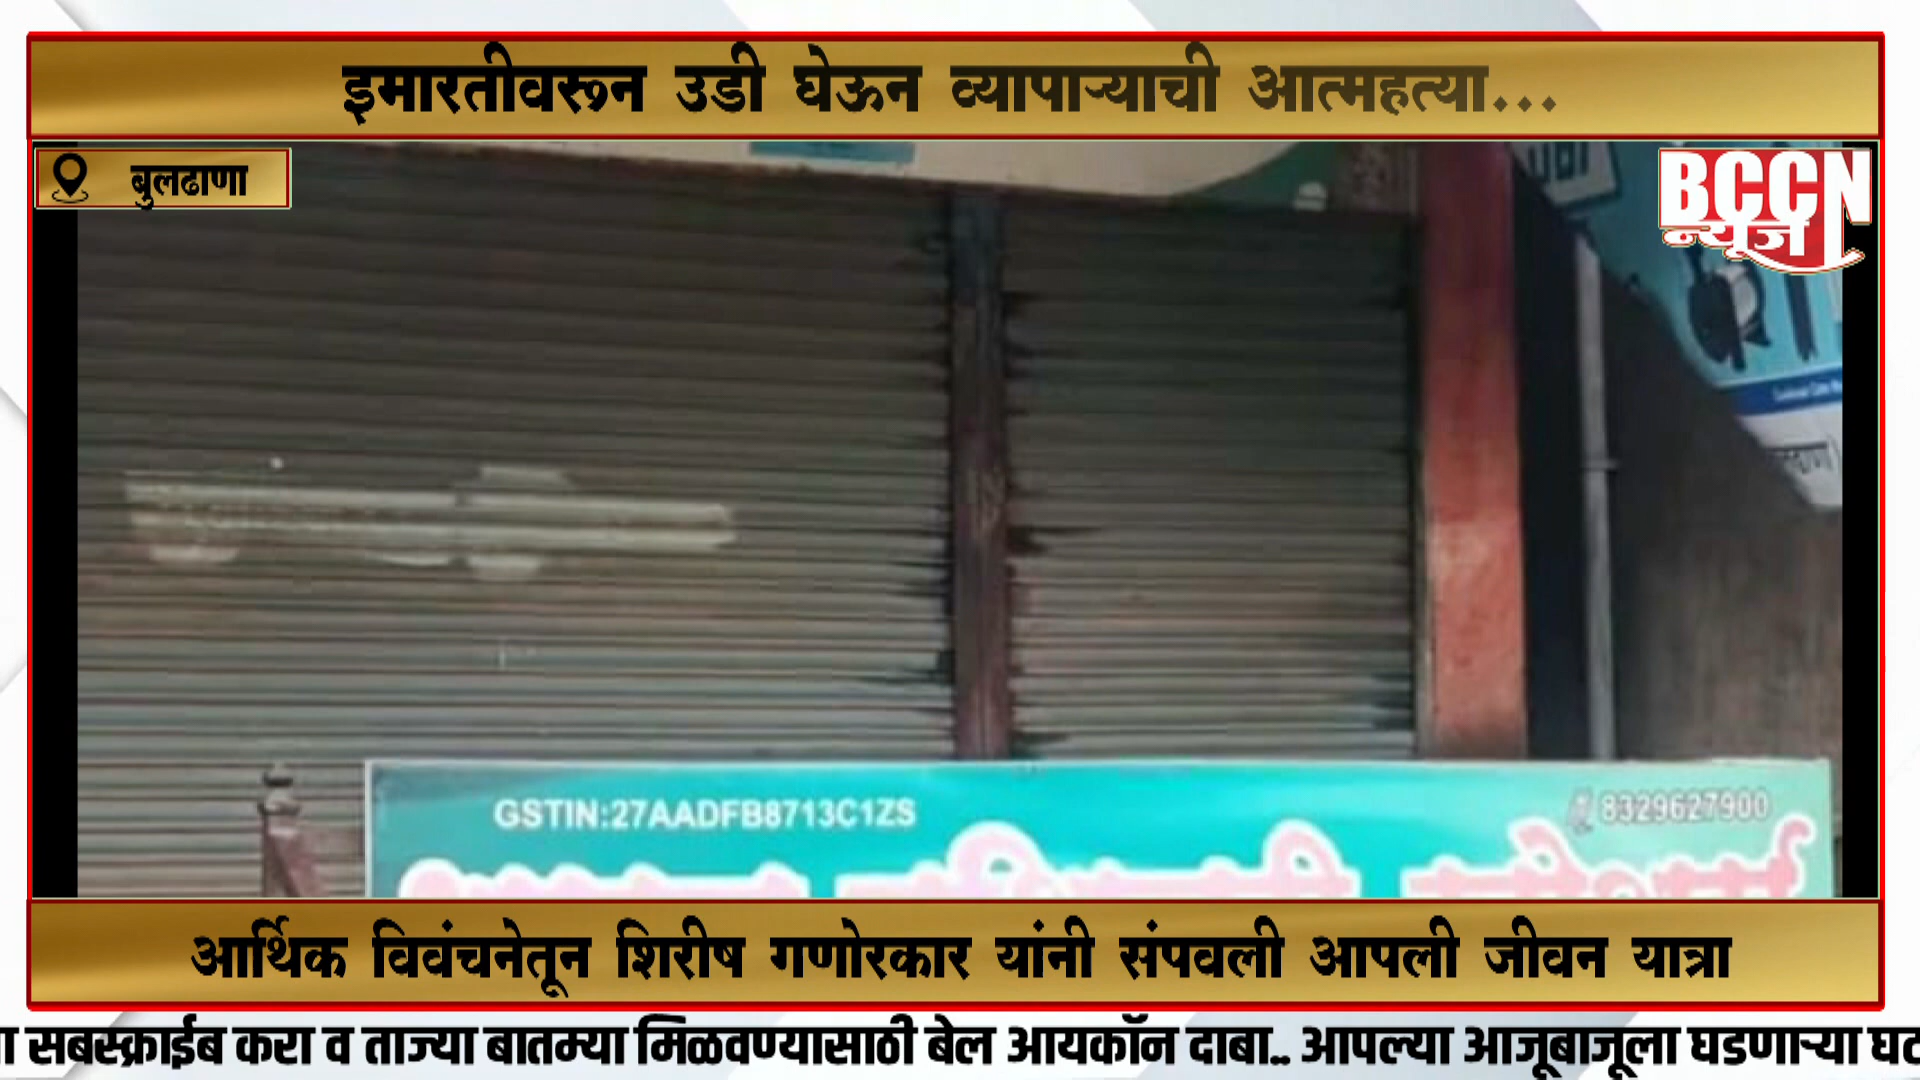 इमारतीवरून उडी घेऊन व्यापाऱ्याची आत्महत्या...
बुलढाणा
BCCN
न्यूज
GSTIN:27AADFB8713C1ZS
8329627900
आर्थिक विवंचनेतून शिरीष गणोरकार यांनी संपवली आपली जीवन यात्रा
सबस्क्राईब करा व ताज्या बातम्या मिळवण्यासाठी बेल आयकॉन दाबा.. आपल्या आजूबाजूला घडणाऱ्या